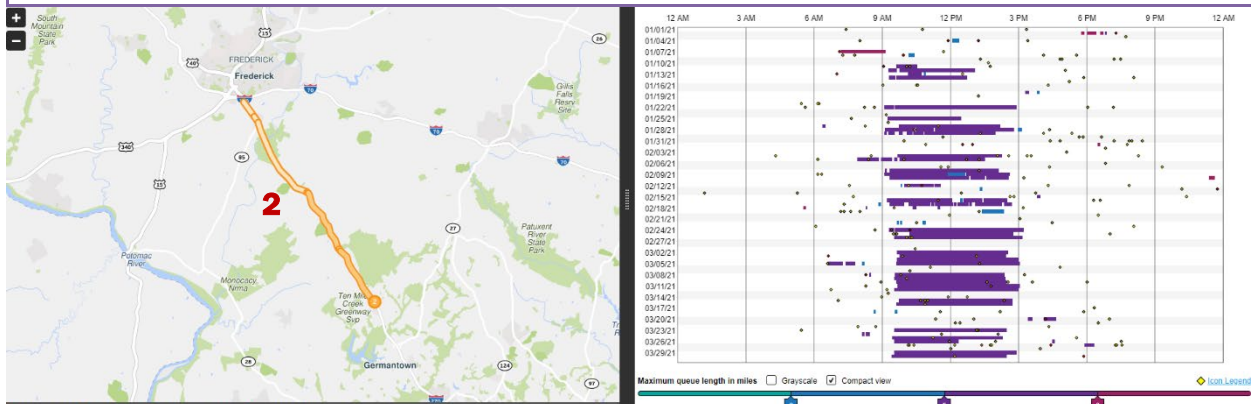 +
−
South
Mountain
State
Park
15
26
FREDERICK
40
Frederick
70
Gillis
Falls
Resrv
Site
340
85
70
15
2
27
Patuxent
River
State
Park
Potomac
River
Monocacy
Ten Mile
Creek
Greenway
Svp
28
Germantown
124
97
12 AM 3 AM 6 AM 9 AM 12 PM 3 PM 6 PM 9 PM 12 AM
01/01/21
01/04/21
01/07/21
01/10/21
01/13/21
01/16/21
01/19/21
01/22/21
01/25/21
01/28/21
01/31/21
02/03/21
02/06/21
02/09/21
02/12/21
02/15/21
02/18/21
02/21/21
02/24/21
02/27/21
03/02/21
03/05/21
03/08/21
03/11/21
03/14/21
03/17/21
03/20/21
03/23/21
03/26/21
03/29/21
Maximum queue length in miles Grayscale Compact view Icon Legend